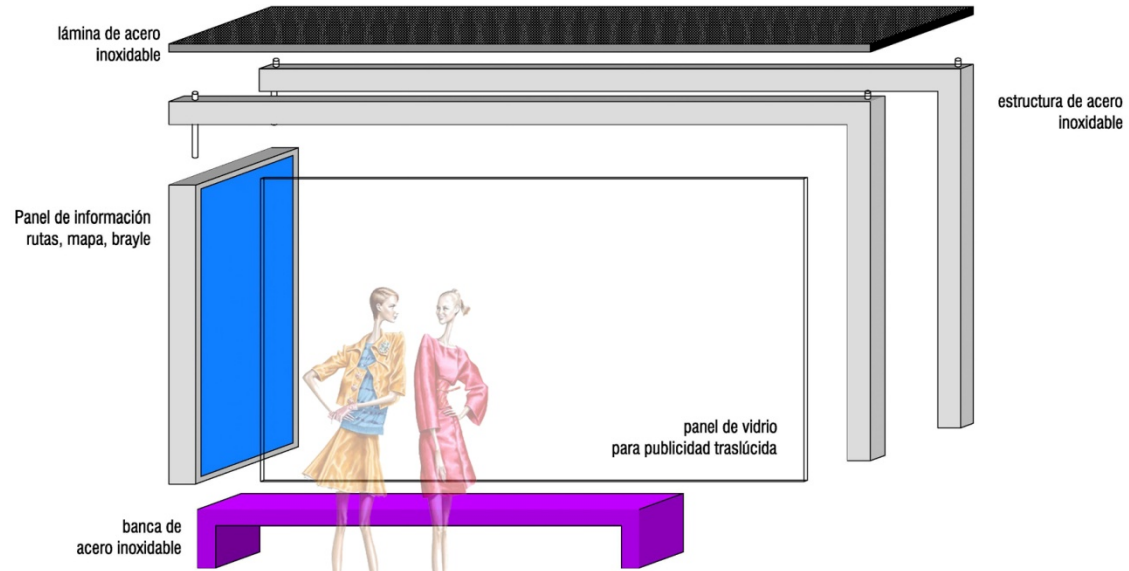 lámina de acero
inoxidable
estructura de acero
inoxidable
Panel de información
rutas, mapa, brayle
panel de vidrio
para publicidad traslúcida
banca de
acero inoxidable